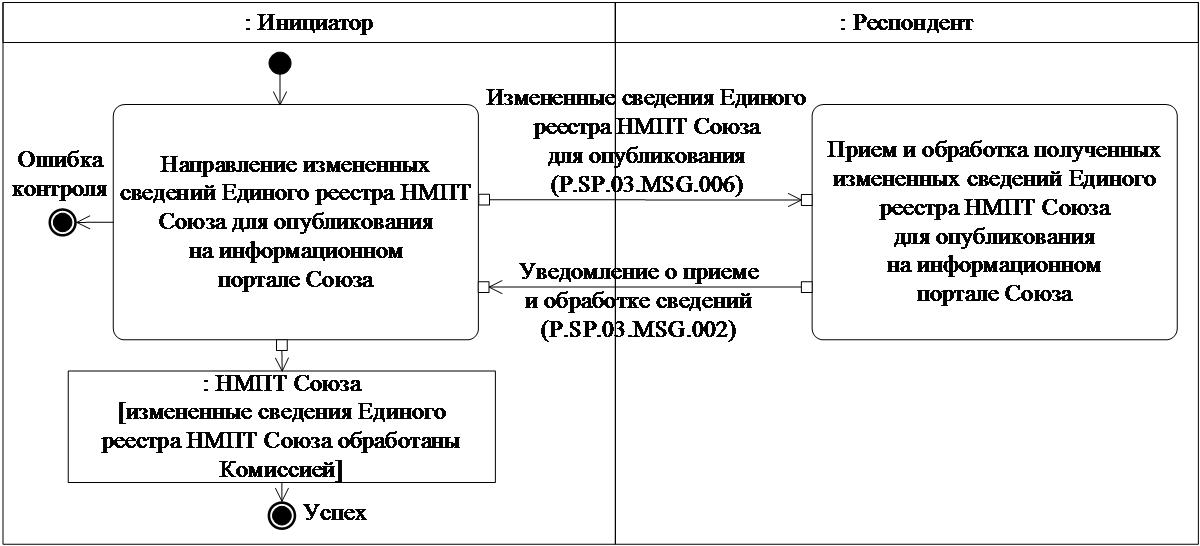 : Инициатор
: Респондент
Ошибка
контроля
Направление измененных
сведений Единого реестра НМПТ
Союза для опубликования
на информационном
портале Союза
Измененные сведения Единого
реестра НМПТ Союза
для опубликования
(P.SP.03.MSG.006)
Уведомление о приеме
и обработке сведений
(P.SP.03.MSG.002)
Прием и обработка полученных
измененных сведений Единого
реестра НМПТ Союза
для опубликования
на информационном
портале Союза
: НМПТ Союза
[измененные сведения Единого
реестра НМПТ Союза обработаны
Комиссией]
Успех